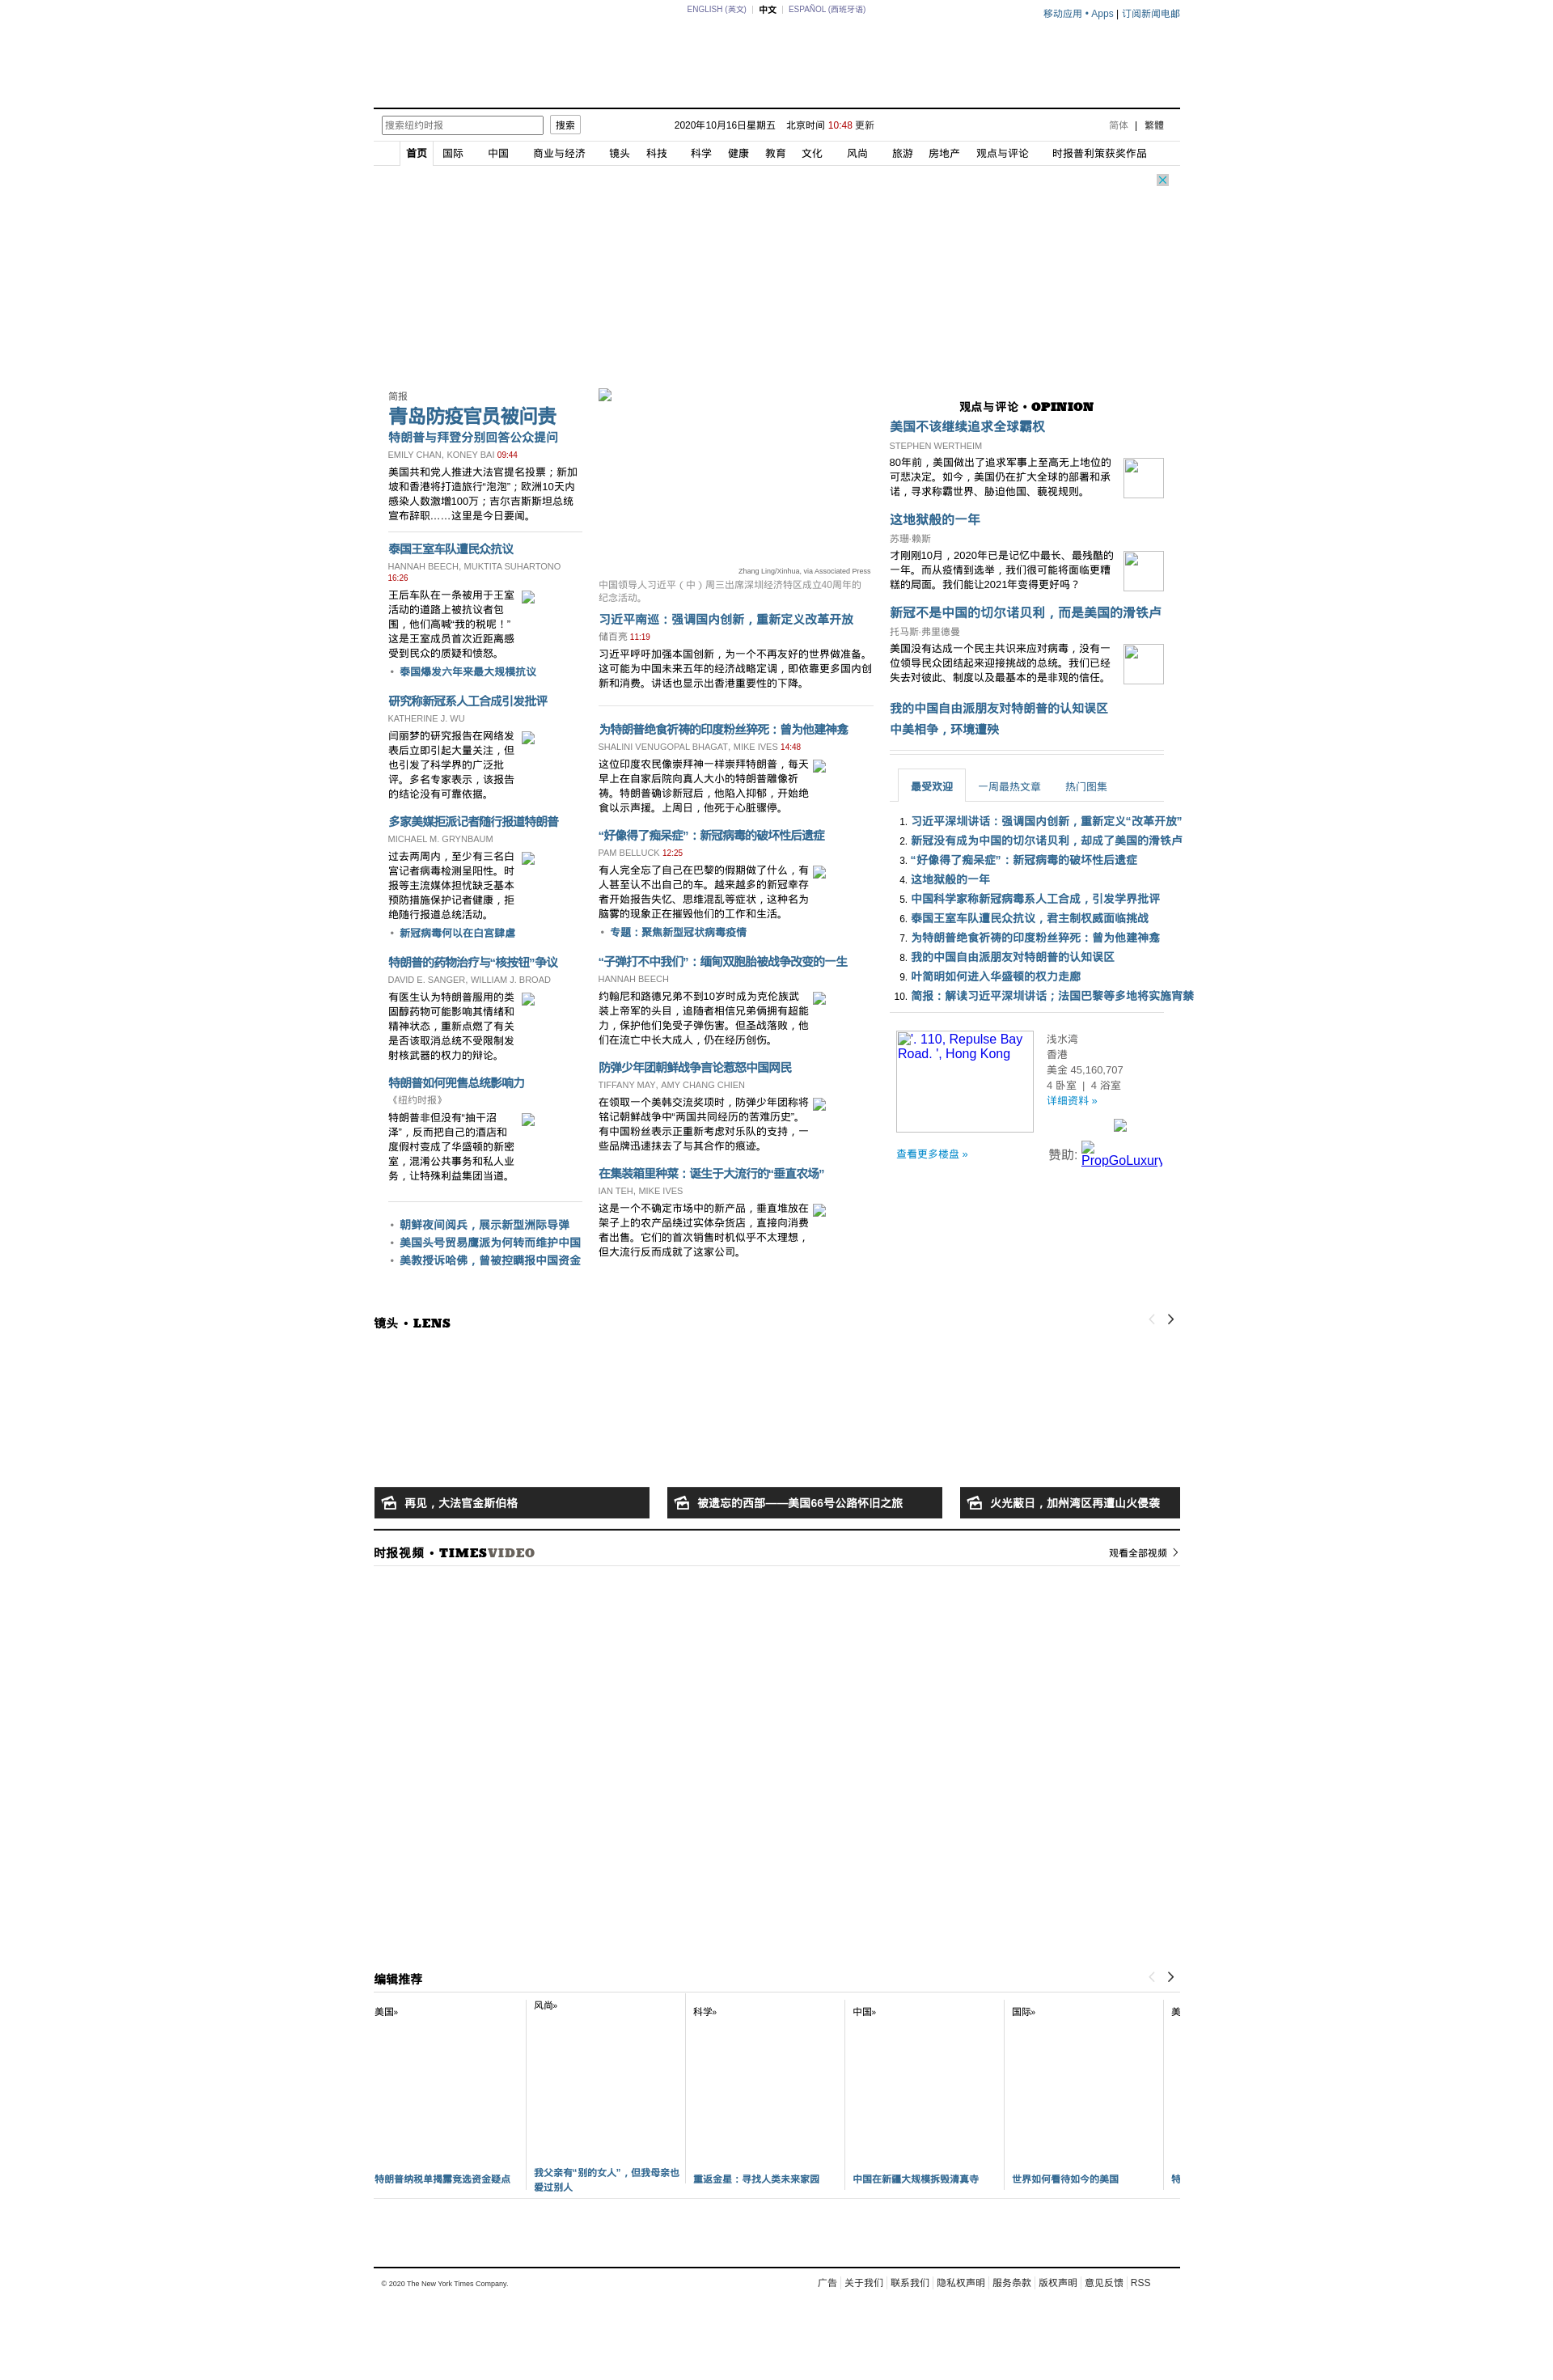 ENGLISH (英文) | 中文 | ESPAÑOL (西班牙语)
移动应用 • Apps | 订阅新闻电邮
搜索纽约时报 搜索 2020年10月16日星期五 北京时间 10:48 更新 简体 | 繁體
首页 国际 中国 商业与经济 镜头 科技 科学 健康 教育 文化 风尚 旅游 房地产 观点与评论 时报普利策获奖作品
简报
青岛防疫官员被问责
特朗普与拜登分别回答公众提问
EMILY CHAN, KONEY BAI 09:44
美国共和党人推进大法官提名投票；新加
坡和香港将打造旅行“泡泡”；欧洲10天内
感染人数激增100万；吉尔吉斯斯坦总统
宣布辞职……这里是今日要闻。
泰国王室车队遭民众抗议
HANNAH BEECH, MUKTITA SUHARTONO
16:26
王后车队在一条被用于王室
活动的道路上被抗议者包
围，他们高喊“我的税呢！”
这是王室成员首次近距离感
受到民众的质疑和愤怒。
• 泰国爆发六年来最大规模抗议
研究称新冠系人工合成引发批评
KATHERINE J. WU
闫丽梦的研究报告在网络发
表后立即引起大量关注，但
也引发了科学界的广泛批
评。多名专家表示，该报告
的结论没有可靠依据。
多家美媒拒派记者随行报道特朗普
MICHAEL M. GRYNBAUM
过去两周内，至少有三名白
宫记者病毒检测呈阳性。时
报等主流媒体担忧缺乏基本
预防措施保护记者健康，拒
绝随行报道总统活动。
• 新冠病毒何以在白宫肆虐
特朗普的药物治疗与“核按钮”争议
DAVID E. SANGER, WILLIAM J. BROAD
有医生认为特朗普服用的类
固醇药物可能影响其情绪和
精神状态，重新点燃了有关
是否该取消总统不受限制发
射核武器的权力的辩论。
特朗普如何兜售总统影响力
《纽约时报》
特朗普非但没有“抽干沼
泽”，反而把自己的酒店和
度假村变成了华盛顿的新密
室，混淆公共事务和私人业
务，让特殊利益集团当道。
• 朝鲜夜间阅兵，展示新型洲际导弹
• 美国头号贸易鹰派为何转而维护中国
• 美教授诉哈佛，曾被控瞒报中国资金
Zhang Ling/Xinhua, via Associated Press
中国领导人习近平（中）周三出席深圳经济特区成立40周年的
纪念活动。
习近平南巡：强调国内创新，重新定义改革开放
储百亮 11:19
习近平呼吁加强本国创新，为一个不再友好的世界做准备。
这可能为中国未来五年的经济战略定调，即依靠更多国内创
新和消费。讲话也显示出香港重要性的下降。
为特朗普绝食祈祷的印度粉丝猝死：曾为他建神龛
SHALINI VENUGOPAL BHAGAT, MIKE IVES 14:48
这位印度农民像崇拜神一样崇拜特朗普，每天
早上在自家后院向真人大小的特朗普雕像祈
祷。特朗普确诊新冠后，他陷入抑郁，开始绝
食以示声援。上周日，他死于心脏骤停。
“好像得了痴呆症”：新冠病毒的破坏性后遗症
PAM BELLUCK 12:25
有人完全忘了自己在巴黎的假期做了什么，有
人甚至认不出自己的车。越来越多的新冠幸存
者开始报告失忆、思维混乱等症状，这种名为
脑雾的现象正在摧毁他们的工作和生活。
• 专题：聚焦新型冠状病毒疫情
“子弹打不中我们”：缅甸双胞胎被战争改变的一生
HANNAH BEECH
约翰尼和路德兄弟不到10岁时成为克伦族武
装上帝军的头目，追随者相信兄弟俩拥有超能
力，保护他们免受子弹伤害。但圣战落败，他
们在流亡中长大成人，仍在经历创伤。
防弹少年团朝鲜战争言论惹怒中国网民
TIFFANY MAY, AMY CHANG CHIEN
在领取一个美韩交流奖项时，防弹少年团称将
铭记朝鲜战争中“两国共同经历的苦难历史”。
有中国粉丝表示正重新考虑对乐队的支持，一
些品牌迅速抹去了与其合作的痕迹。
在集装箱里种菜：诞生于大流行的“垂直农场”
IAN TEH, MIKE IVES
这是一个不确定市场中的新产品，垂直堆放在
架子上的农产品绕过实体杂货店，直接向消费
者出售。它们的首次销售时机似乎不太理想，
但大流行反而成就了这家公司。
观点与评论 • OPINION
美国不该继续追求全球霸权
STEPHEN WERTHEIM
80年前，美国做出了追求军事上至高无上地位的
可悲决定。如今，美国仍在扩大全球的部署和承
诺，寻求称霸世界、胁迫他国、藐视规则。
这地狱般的一年
苏珊·赖斯
才刚刚10月，2020年已是记忆中最长、最残酷的
一年。而从疫情到选举，我们很可能将面临更糟
糕的局面。我们能让2021年变得更好吗？
新冠不是中国的切尔诺贝利，而是美国的滑铁卢
托马斯·弗里德曼
美国没有达成一个民主共识来应对病毒，没有一
位领导民众团结起来迎接挑战的总统。我们已经
失去对彼此、制度以及最基本的是非观的信任。
我的中国自由派朋友对特朗普的认知误区
中美相争，环境遭殃
最受欢迎 一周最热文章 热门图集
1. 习近平深圳讲话：强调国内创新，重新定义“改革开放”
2. 新冠没有成为中国的切尔诺贝利，却成了美国的滑铁卢
3. “好像得了痴呆症”：新冠病毒的破坏性后遗症
4. 这地狱般的一年
5. 中国科学家称新冠病毒系人工合成，引发学界批评
6. 泰国王室车队遭民众抗议，君主制权威面临挑战
7. 为特朗普绝食祈祷的印度粉丝猝死：曾为他建神龛
8. 我的中国自由派朋友对特朗普的认知误区
9. 叶简明如何进入华盛顿的权力走廊
10. 简报：解读习近平深圳讲话；法国巴黎等多地将实施宵禁
'. 110, Repulse Bay
Road. ', Hong Kong
浅水湾
香港
美金 45,160,707
4 卧室 | 4 浴室
详细资料 »
查看更多楼盘 »
赞助: PropGoLuxury
镜头 • LENS
再见，大法官金斯伯格
被遗忘的西部——美国66号公路怀旧之旅
火光蔽日，加州湾区再遭山火侵袭
时报视频 • TIMESVIDEO
观看全部视频
编辑推荐
美国»
风尚»
科学»
中国»
国际»
美
特朗普纳税单揭露竞选资金疑点
我父亲有“别的女人”，但我母亲也
爱过别人
重返金星：寻找人类未来家园
中国在新疆大规模拆毁清真寺
世界如何看待如今的美国
特
© 2020 The New York Times Company.
广告 关于我们 联系我们 隐私权声明 服务条款 版权声明 意见反馈 RSS